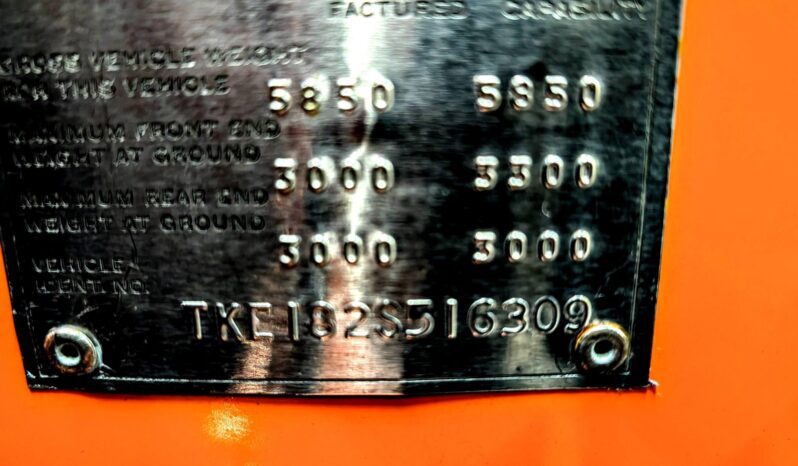 FACTURED CAPABILITY
GROSS VEHICLE WEIGHT
FOR THIS VEHICLE 5850 5850
MAXIMUM FRONT END
WEIGHT AT GROUND 3000 3300
MAXIMUM REAR END
WEIGHT AT GROUND 3000 3000
VEHICLE
IDENT. NO.
TKE182S516309